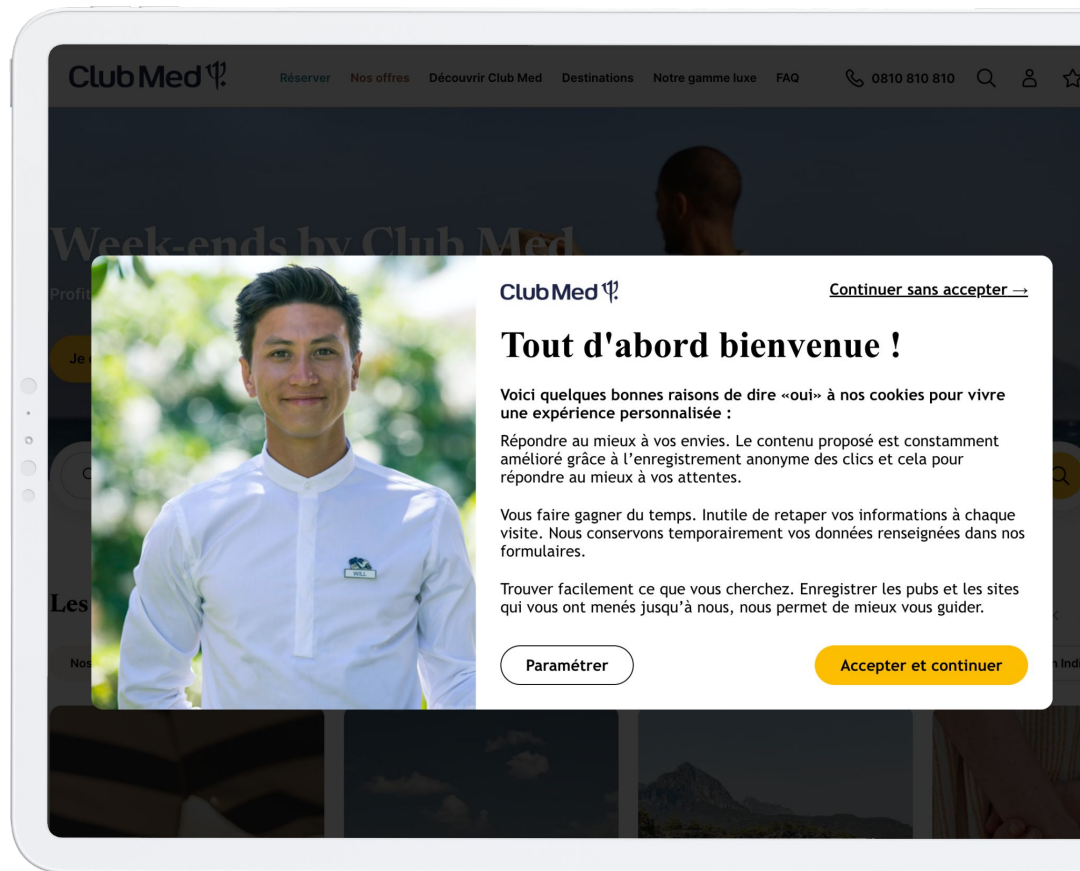 Club Med
Réserver
Nos offres
Découvrir Club Med
Destinations
Notre gamme luxe
FAQ
0810 810 810
Week-ends by Club Med
Profit
Je
Club Med
Continuer sans accepter →
Tout d'abord bienvenue !
Voici quelques bonnes raisons de dire «oui» à nos cookies pour vivre
une expérience personnalisée :
Répondre au mieux à vos envies. Le contenu proposé est constamment
amélioré grâce à l’enregistrement anonyme des clics et cela pour
répondre au mieux à vos attentes.
Vous faire gagner du temps. Inutile de retaper vos informations à chaque
visite. Nous conservons temporairement vos données renseignées dans nos
formulaires.
Trouver facilement ce que vous cherchez. Enregistrer les pubs et les sites
qui vous ont menés jusqu’à nous, nous permet de mieux vous guider.
Paramétrer
Accepter et continuer
WILL
Les
Nos
Indi